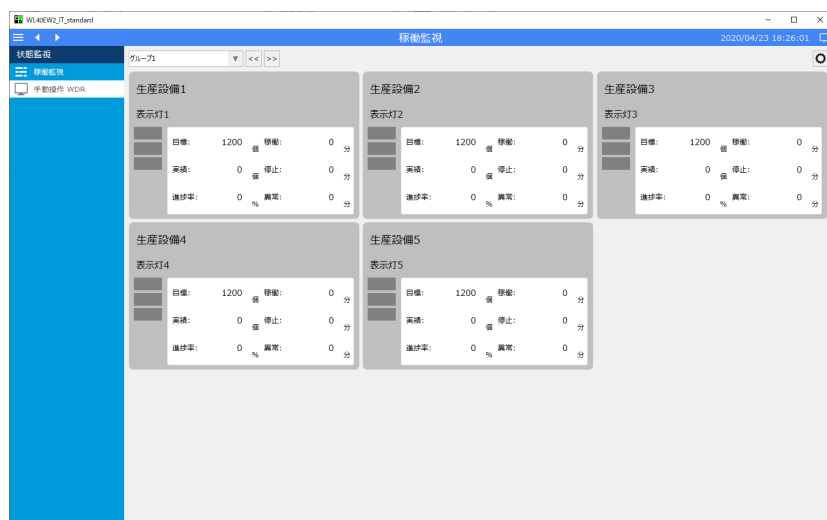 WL40EW2_IT_standard
稼働監視
2020/04/23 18:26:01
状態監視
稼働監視
手動操作 WDR
グループ1
<< >>
生産設備1
表示灯1
目標: 1200 個 稼働: 0 分
実績: 0 個 停止: 0 分
進捗率: 0 % 異常: 0 分
生産設備2
表示灯2
目標: 1200 個 稼働: 0 分
実績: 0 個 停止: 0 分
進捗率: 0 % 異常: 0 分
生産設備3
表示灯3
目標: 1200 個 稼働: 0 分
実績: 0 個 停止: 0 分
進捗率: 0 % 異常: 0 分
生産設備4
表示灯4
目標: 1200 個 稼働: 0 分
実績: 0 個 停止: 0 分
進捗率: 0 % 異常: 0 分
生産設備5
表示灯5
目標: 1200 個 稼働: 0 分
実績: 0 個 停止: 0 分
進捗率: 0 % 異常: 0 分